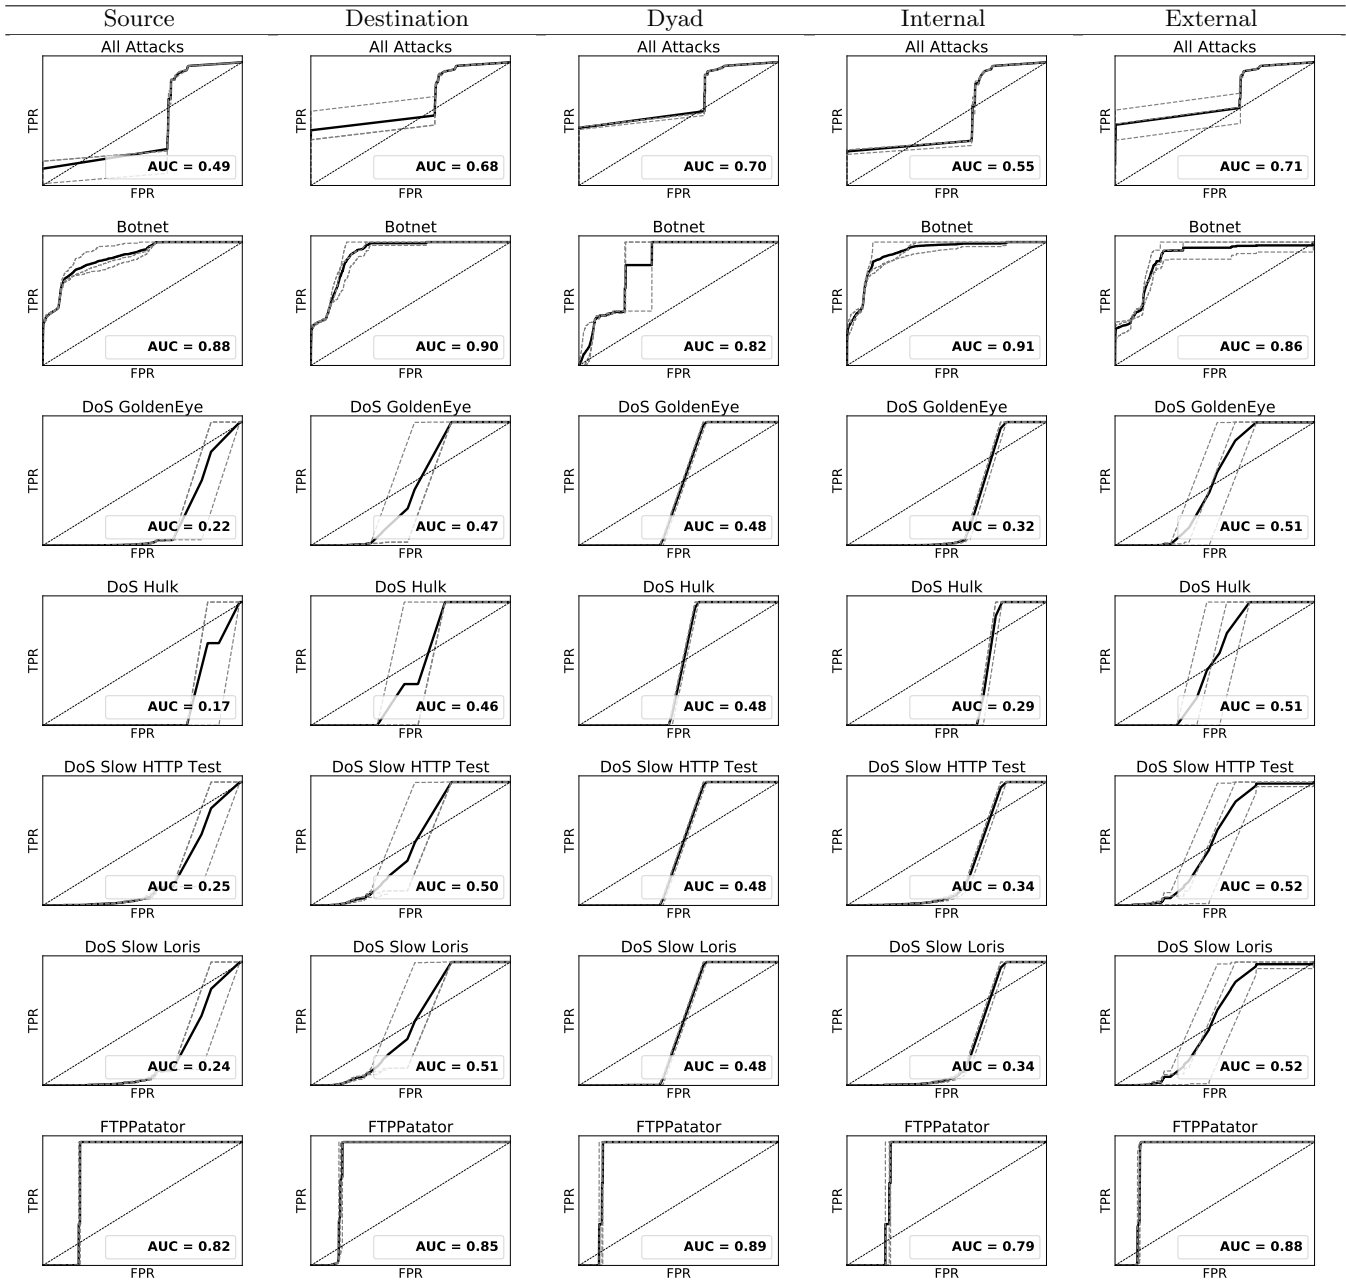 Source Destination Dyad Internal External
All Attacks All Attacks All Attacks All Attacks All Attacks
TPR TPR TPR TPR TPR
AUC = 0.49 AUC = 0.68 AUC = 0.70 AUC = 0.55 AUC = 0.71
FPR FPR FPR FPR FPR
Botnet Botnet Botnet Botnet Botnet
TPR TPR TPR TPR TPR
AUC = 0.88 AUC = 0.90 AUC = 0.82 AUC = 0.91 AUC = 0.86
FPR FPR FPR FPR FPR
DoS GoldenEye DoS GoldenEye DoS GoldenEye DoS GoldenEye DoS GoldenEye
TPR TPR TPR TPR TPR
AUC = 0.22 AUC = 0.47 AUC = 0.48 AUC = 0.32 AUC = 0.51
FPR FPR FPR FPR FPR
DoS Hulk DoS Hulk DoS Hulk DoS Hulk DoS Hulk
TPR TPR TPR TPR TPR
AUC = 0.17 AUC = 0.46 AUC = 0.48 AUC = 0.29 AUC = 0.51
FPR FPR FPR FPR FPR
DoS Slow HTTP Test DoS Slow HTTP Test DoS Slow HTTP Test DoS Slow HTTP Test DoS Slow HTTP Test
TPR TPR TPR TPR TPR
AUC = 0.25 AUC = 0.50 AUC = 0.48 AUC = 0.34 AUC = 0.52
FPR FPR FPR FPR FPR
DoS Slow Loris DoS Slow Loris DoS Slow Loris DoS Slow Loris DoS Slow Loris
TPR TPR TPR TPR TPR
AUC = 0.24 AUC = 0.51 AUC = 0.48 AUC = 0.34 AUC = 0.52
FPR FPR FPR FPR FPR
FTPPatator FTPPatator FTPPatator FTPPatator FTPPatator
TPR TPR TPR TPR TPR
AUC = 0.82 AUC = 0.85 AUC = 0.89 AUC = 0.79 AUC = 0.88
FPR FPR FPR FPR FPR